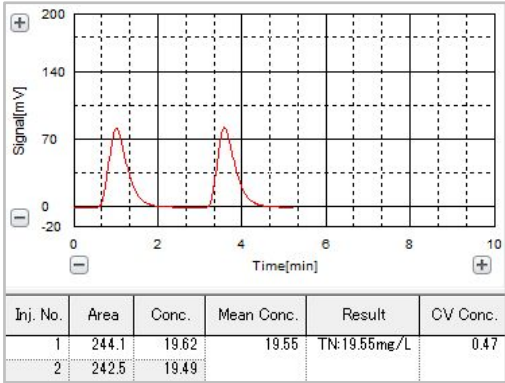 200
140
70
0
-20
Signal[mV]
0 2 4 6 8 10
Time[min]
Inj. No. Area Conc. Mean Conc. Result CV Conc.
1 244.1 19.62 19.55 TN:19.55mg/L 0.47
2 242.5 19.49